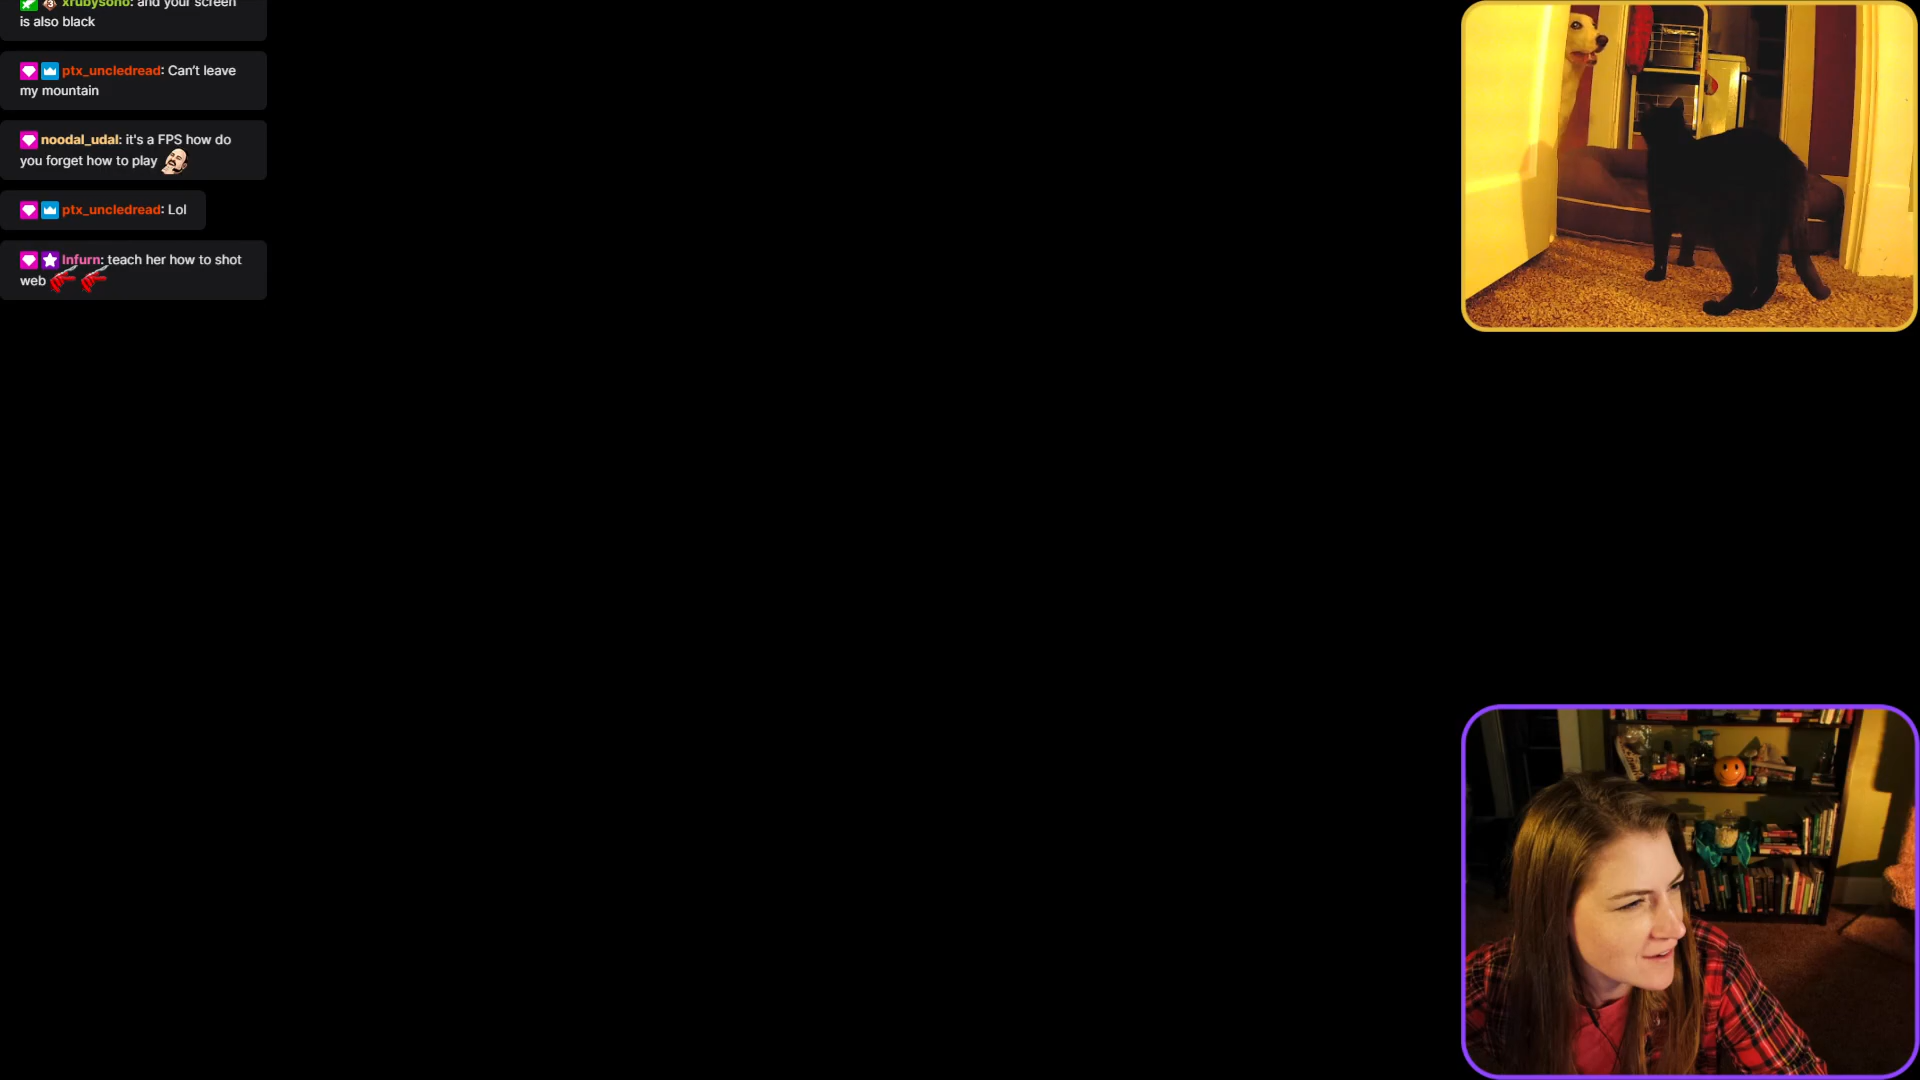 xrubysoho: and your screen
is also black
ptx_uncledread: Can't leave
my mountain
noodal_udal: it's a FPS how do
you forget how to play
ptx_uncledread: Lol
Infurn: teach her how to shot
web